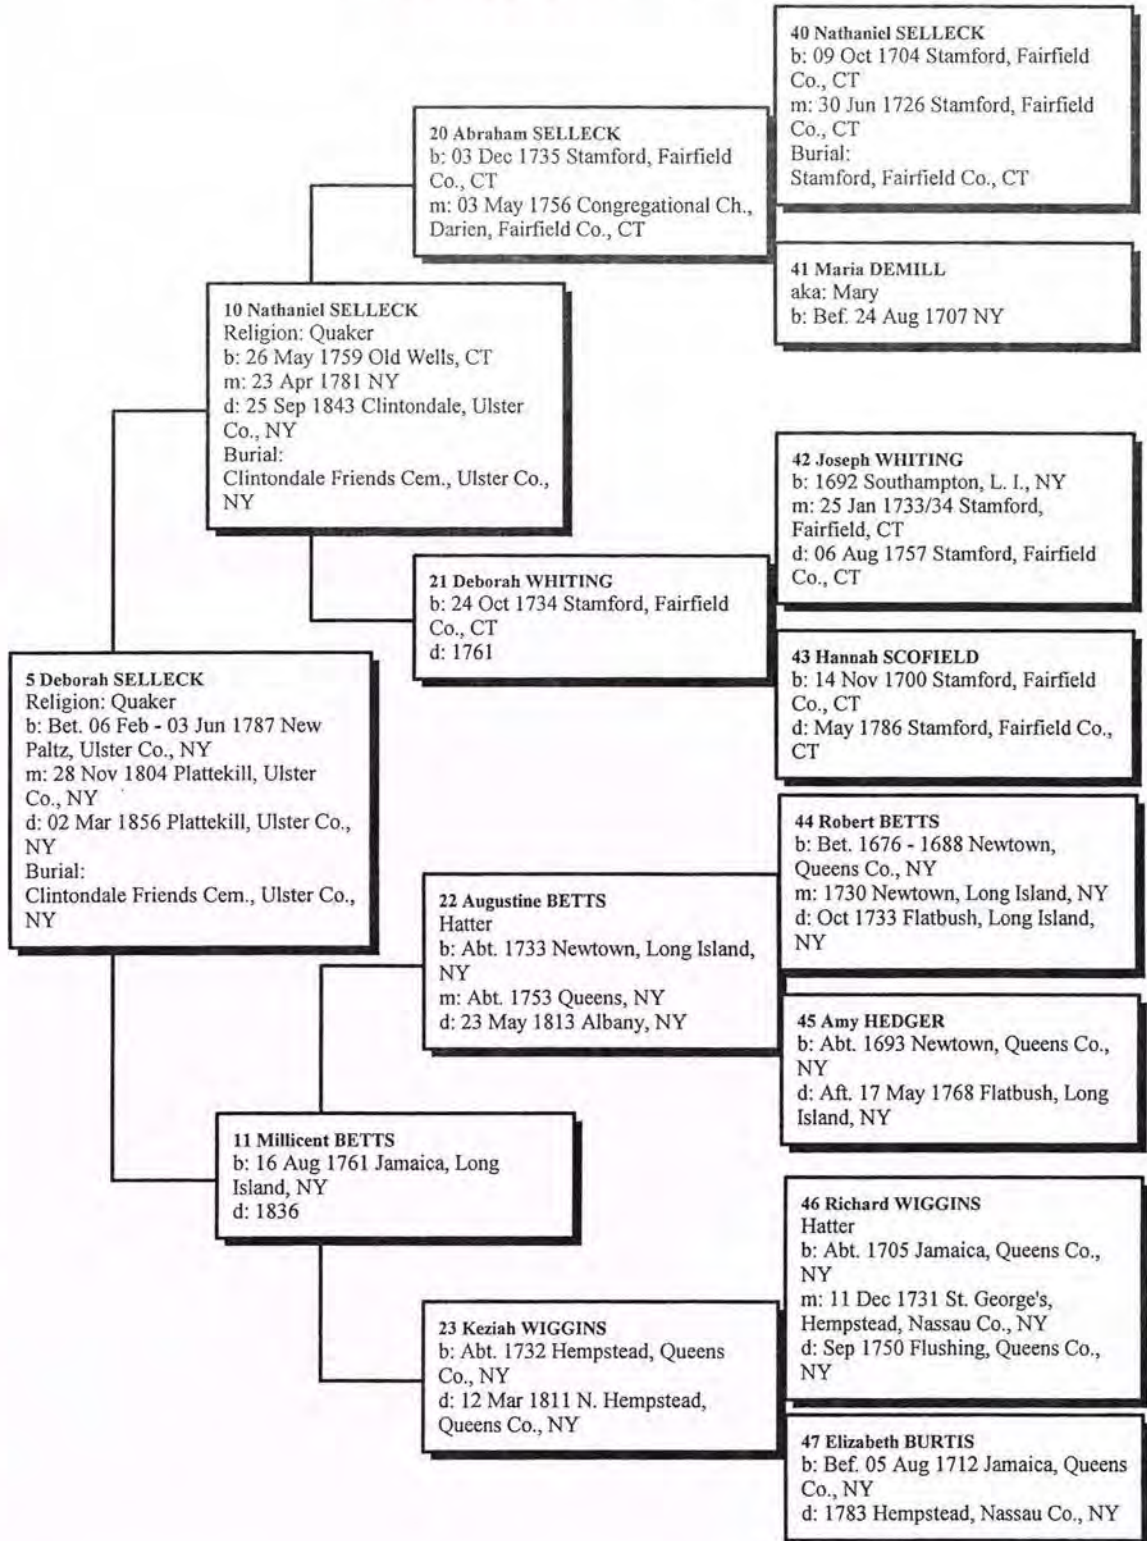 40 Nathaniel SELLECK
b: 09 Oct 1704 Stamford, Fairfield
Co., CT
m: 30 Jun 1726 Stamford, Fairfield
Co., CT
Burial:
Stamford, Fairfield Co., CT
20 Abraham SELLECK
b: 03 Dec 1735 Stamford, Fairfield
Co., CT
m: 03 May 1756 Congregational Ch.,
Darien, Fairfield Co., CT
41 Maria DEMILL
aka: Mary
b: Bef. 24 Aug 1707 NY
10 Nathaniel SELLECK
Religion: Quaker
b: 26 May 1759 Old Wells, CT
m: 23 Apr 1781 NY
d: 25 Sep 1843 Clintondale, Ulster
Co., NY
Burial:
Clintondale Friends Cem., Ulster Co.,
NY
42 Joseph WHITING
b: 1692 Southampton, L. I., NY
m: 25 Jan 1733/34 Stamford,
Fairfield, CT
d: 06 Aug 1757 Stamford, Fairfield
Co., CT
21 Deborah WHITING
b: 24 Oct 1734 Stamford, Fairfield
Co., CT
d: 1761
43 Hannah SCOFIELD
b: 14 Nov 1700 Stamford, Fairfield
Co., CT
d: May 1786 Stamford, Fairfield Co.,
CT
5 Deborah SELLECK
Religion: Quaker
b: Bet. 06 Feb - 03 Jun 1787 New
Paltz, Ulster Co., NY
m: 28 Nov 1804 Plattekill, Ulster
Co., NY
d: 02 Mar 1856 Plattekill, Ulster Co.,
NY
Burial:
Clintondale Friends Cem., Ulster Co.,
NY
44 Robert BETTS
b: Bet. 1676 - 1688 Newtown,
Queens Co., NY
m: 1730 Newtown, Long Island, NY
d: Oct 1733 Flatbush, Long Island,
NY
22 Augustine BETTS
Hatter
b: Abt. 1733 Newtown, Long Island,
NY
m: Abt. 1753 Queens, NY
d: 23 May 1813 Albany, NY
45 Amy HEDGER
b: Abt. 1693 Newtown, Queens Co.,
NY
d: Aft. 17 May 1768 Flatbush, Long
Island, NY
11 Millicent BETTS
b: 16 Aug 1761 Jamaica, Long
Island, NY
d: 1836
46 Richard WIGGINS
Hatter
b: Abt. 1705 Jamaica, Queens Co.,
NY
m: 11 Dec 1731 St. George's,
Hempstead, Nassau Co., NY
d: Sep 1750 Flushing, Queens Co.,
NY
23 Keziah WIGGINS
b: Abt. 1732 Hempstead, Queens
Co., NY
d: 12 Mar 1811 N. Hempstead,
Queens Co., NY
47 Elizabeth BURTIS
b: Bef. 05 Aug 1712 Jamaica, Queens
Co., NY
d: 1783 Hempstead, Nassau Co., NY